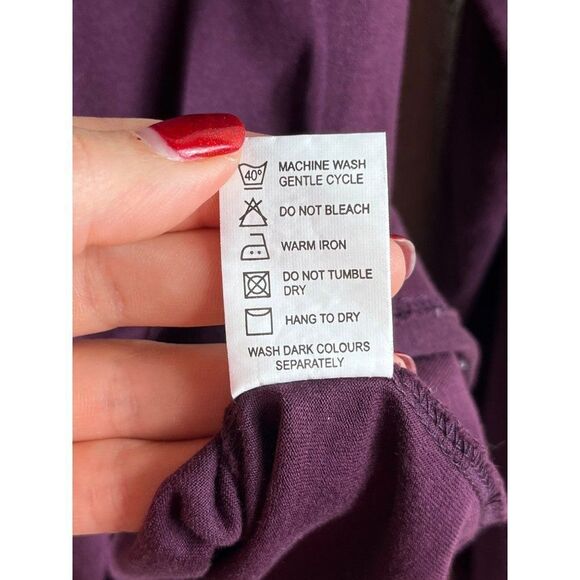 40°
MACHINE WASH
GENTLE CYCLE
DO NOT BLEACH
WARM IRON
DO NOT TUMBLE
DRY
HANG TO DRY
WASH DARK COLOURS
SEPARATELY